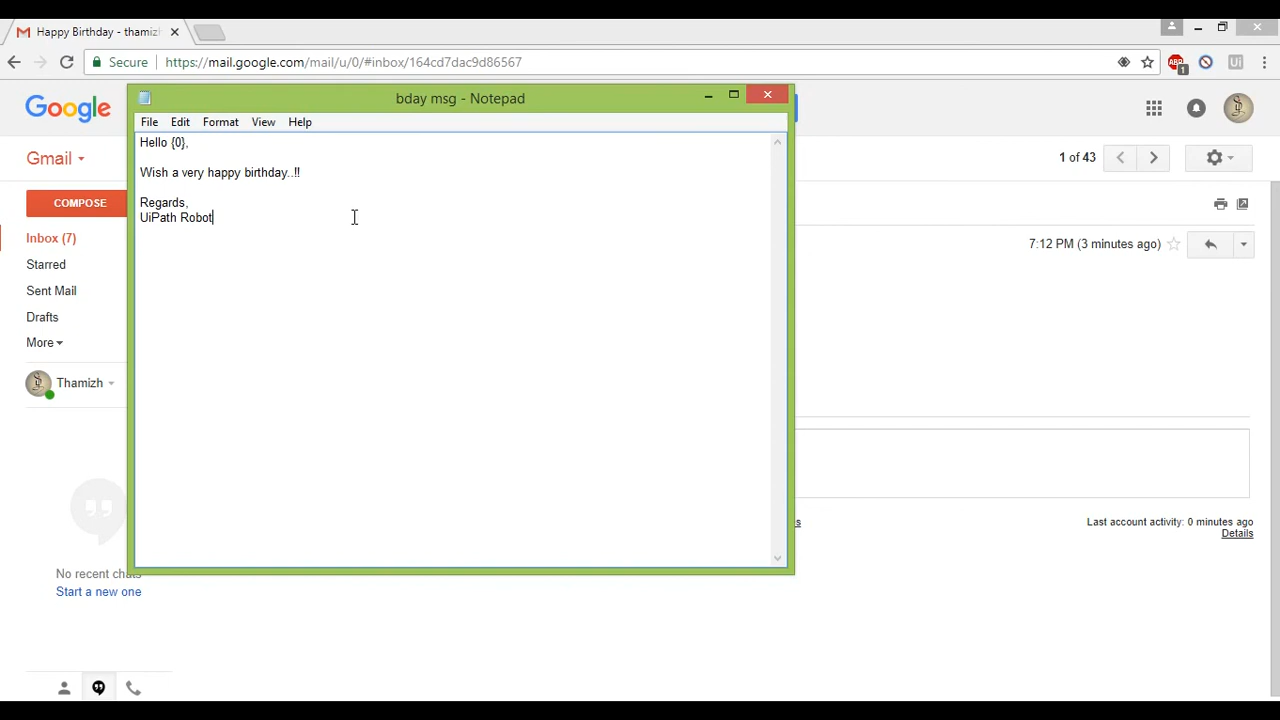 Happy Birthday - thamizh
Secure https://mail.google.com/mail/u/0/#inbox/164cd7dac9d86567
ABP
1
Ui
bday msg - Notepad
File Edit Format View Help
Hello {0},
Wish a very happy birthday..!!
Regards,
UiPath Robot
Google
Gmail
1 of 43
COMPOSE
Inbox (7)
Starred
Sent Mail
Drafts
More
7:12 PM (3 minutes ago)
Thamizh
Last account activity: 0 minutes ago
Details
No recent chats
Start a new one